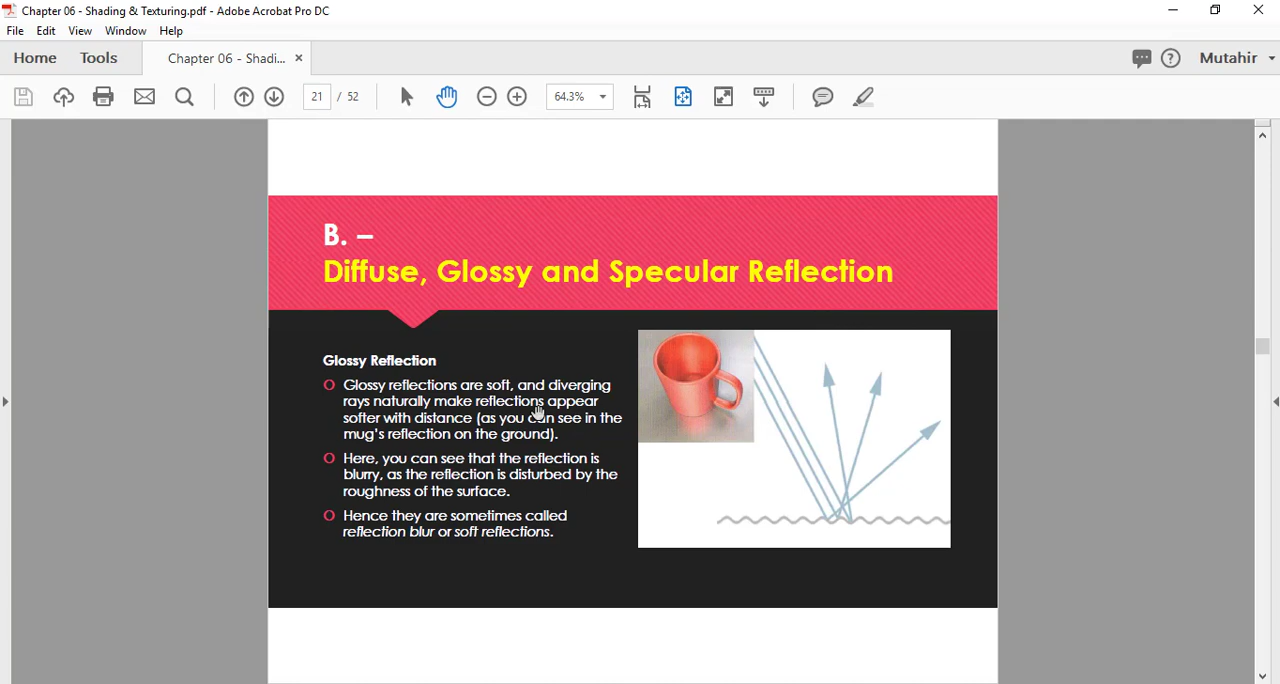 Chapter 06 - Shading & Texturing.pdf - Adobe Acrobat Pro DC
File Edit View Window Help
Home Tools Chapter 06 - Shadi... × Mutahir
21 / 52 64.3%
B. –
Diffuse, Glossy and Specular Reflection
Glossy Reflection
O Glossy reflections are soft, and diverging
rays naturally make reflections appear
softer with distance (as you can see in the
mug's reflection on the ground).
O Here, you can see that the reflection is
blurry, as the reflection is disturbed by the
roughness of the surface.
O Hence they are sometimes called
reflection blur or soft reflections.